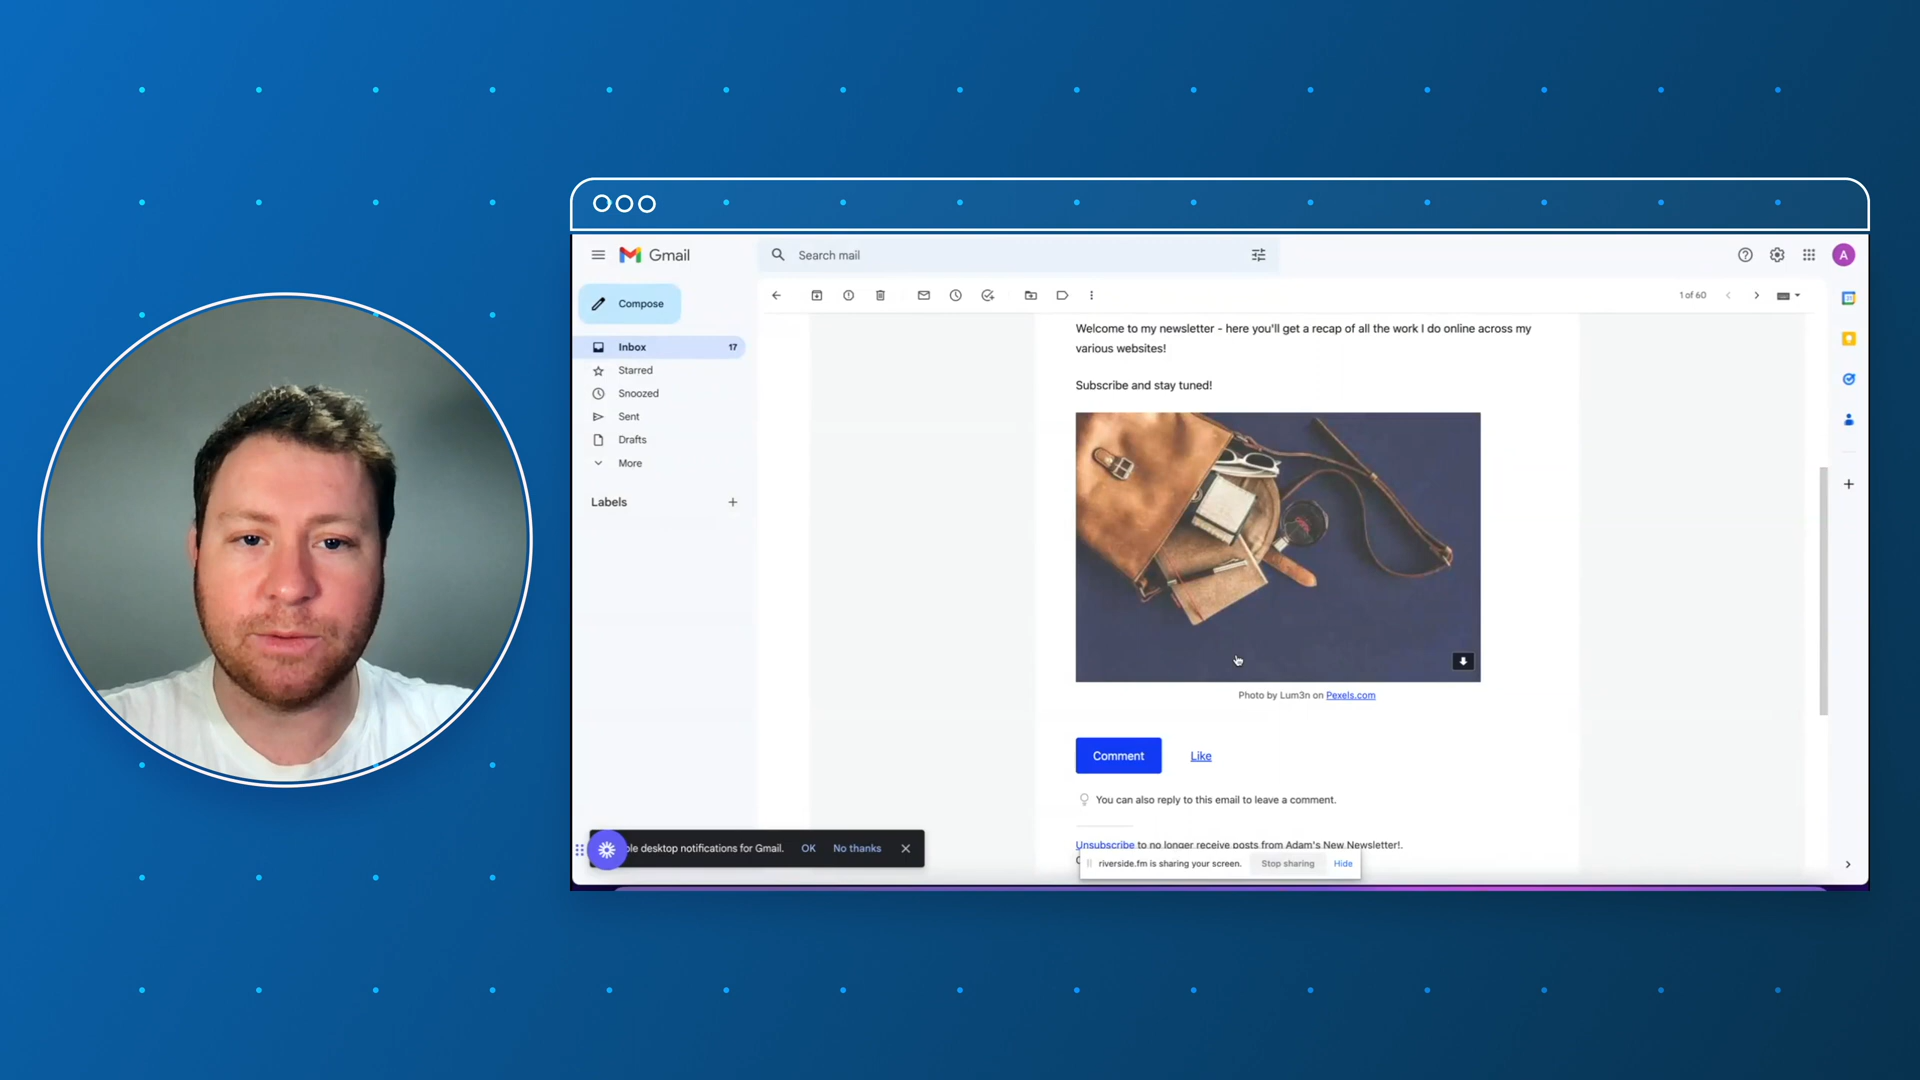 Gmail
Search mail
A
Compose
1 of 60
Inbox 17
Starred
Snoozed
Sent
Drafts
More
Labels
Welcome to my newsletter - here you'll get a recap of all the work I do online across my
various websites!
Subscribe and stay tuned!
Photo by Lum3n on Pexels.com
Comment Like
You can also reply to this email to leave a comment.
Unsubscribe to no longer receive posts from Adam's New Newsletter!.
desktop notifications for Gmail. OK No thanks
riverside.fm is sharing your screen. Stop sharing Hide